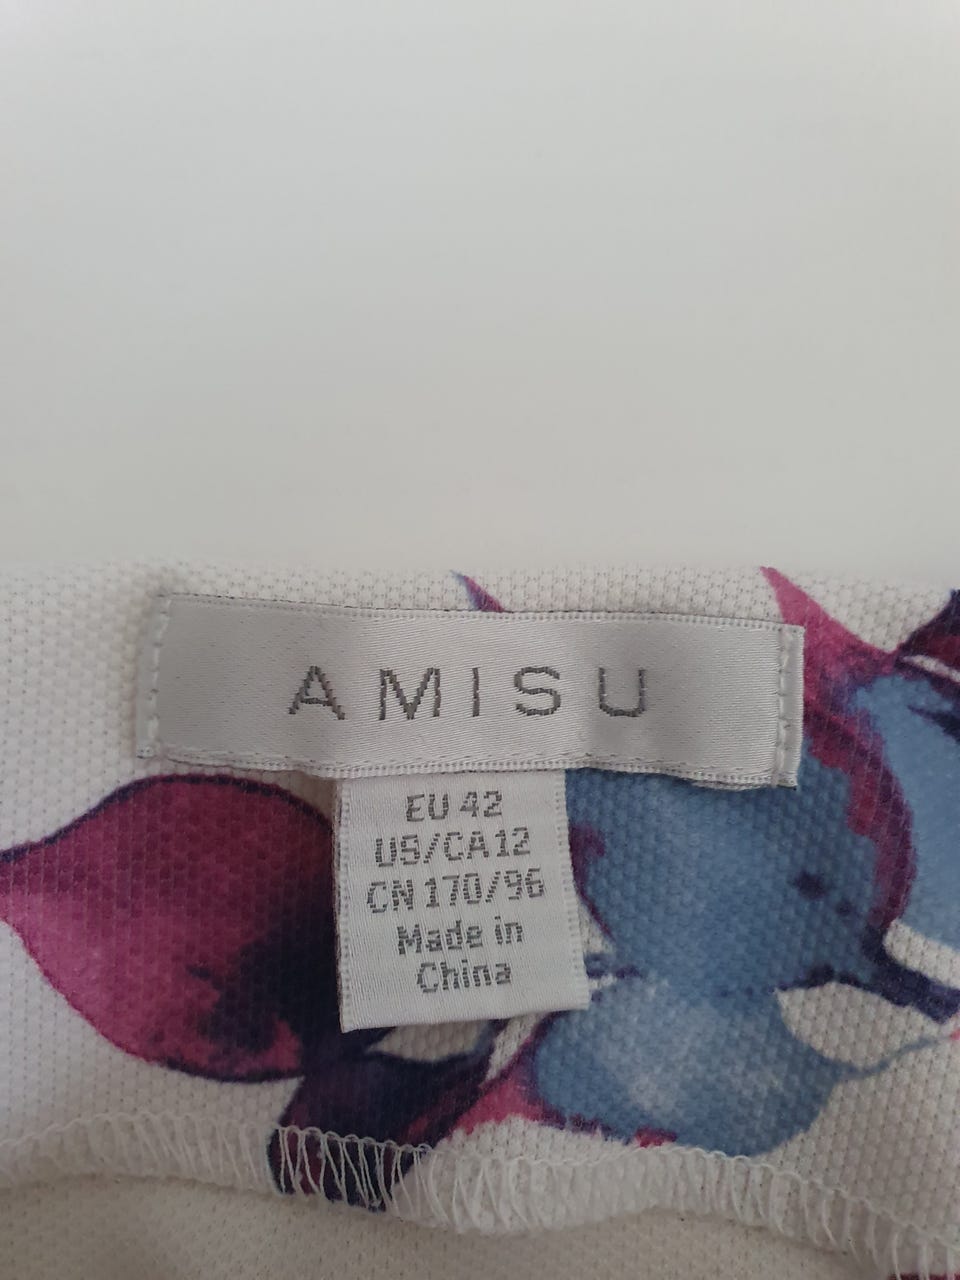 AMISU
EU 42
US/CA 12
CN 170/96
Made in
China